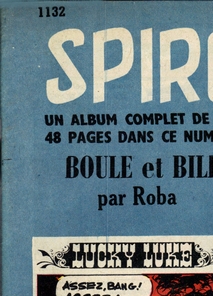 1132
SPIRO
UN ALBUM COMPLET DE
48 PAGES DANS CE NUM
BOULE et BILL
par Roba
LUCKY LUKE
ASSEZ, BANG!